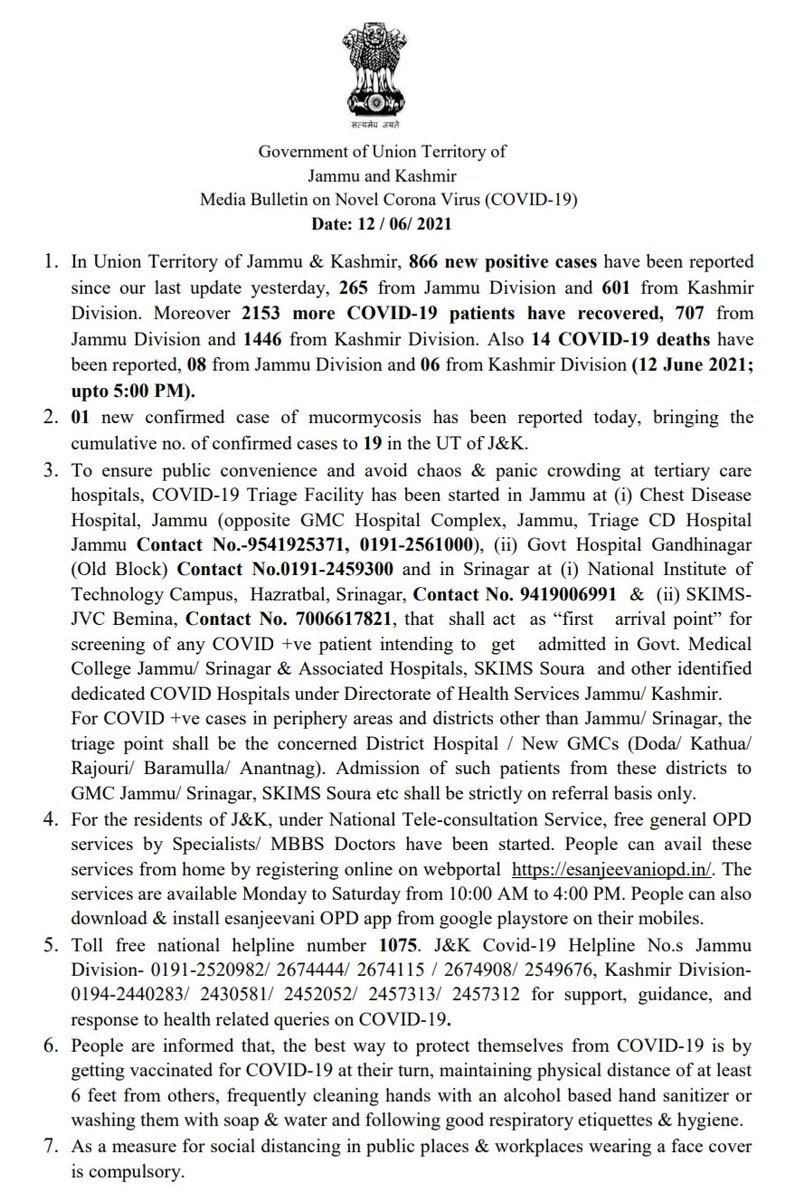 सत्यमेव जयते
Government of Union Territory of
Jammu and Kashmir
Media Bulletin on Novel Corona Virus (COVID-19)
Date: 12 / 06/ 2021
1. In Union Territory of Jammu & Kashmir, 866 new positive cases have been reported
since our last update yesterday, 265 from Jammu Division and 601 from Kashmir
Division. Moreover 2153 more COVID-19 patients have recovered, 707 from
Jammu Division and 1446 from Kashmir Division. Also 14 COVID-19 deaths have
been reported, 08 from Jammu Division and 06 from Kashmir Division (12 June 2021;
upto 5:00 PM).
2. 01 new confirmed case of mucormycosis has been reported today, bringing the
cumulative no. of confirmed cases to 19 in the UT of J&K.
3. To ensure public convenience and avoid chaos & panic crowding at tertiary care
hospitals, COVID-19 Triage Facility has been started in Jammu at (i) Chest Disease
Hospital, Jammu (opposite GMC Hospital Complex, Jammu, Triage CD Hospital
Jammu Contact No.-9541925371, 0191-2561000), (ii) Govt Hospital Gandhinagar
(Old Block) Contact No.0191-2459300 and in Srinagar at (i) National Institute of
Technology Campus, Hazratbal, Srinagar, Contact No. 9419006991 & (ii) SKIMS-
JVC Bemina, Contact No. 7006617821, that shall act as “first arrival point” for
screening of any COVID +ve patient intending to get admitted in Govt. Medical
College Jammu/ Srinagar & Associated Hospitals, SKIMS Soura and other identified
dedicated COVID Hospitals under Directorate of Health Services Jammu/ Kashmir.
For COVID +ve cases in periphery areas and districts other than Jammu/ Srinagar, the
triage point shall be the concerned District Hospital / New GMCs (Doda/ Kathua/
Rajouri/ Baramulla/ Anantnag). Admission of such patients from these districts to
GMC Jammu/ Srinagar, SKIMS Soura etc shall be strictly on referral basis only.
4. For the residents of J&K, under National Tele-consultation Service, free general OPD
services by Specialists/ MBBS Doctors have been started. People can avail these
services from home by registering online on webportal https://esanjeevaniopd.in/. The
services are available Monday to Saturday from 10:00 AM to 4:00 PM. People can also
download & install esanjeevani OPD app from google playstore on their mobiles.
5. Toll free national helpline number 1075. J&K Covid-19 Helpline No.s Jammu
Division- 0191-2520982/ 2674444/ 2674115 / 2674908/ 2549676, Kashmir Division-
0194-2440283/ 2430581/ 2452052/ 2457313/ 2457312 for support, guidance, and
response to health related queries on COVID-19.
6. People are informed that, the best way to protect themselves from COVID-19 is by
getting vaccinated for COVID-19 at their turn, maintaining physical distance of at least
6 feet from others, frequently cleaning hands with an alcohol based hand sanitizer or
washing them with soap & water and following good respiratory etiquettes & hygiene.
7. As a measure for social distancing in public places & workplaces wearing a face cover
is compulsory.